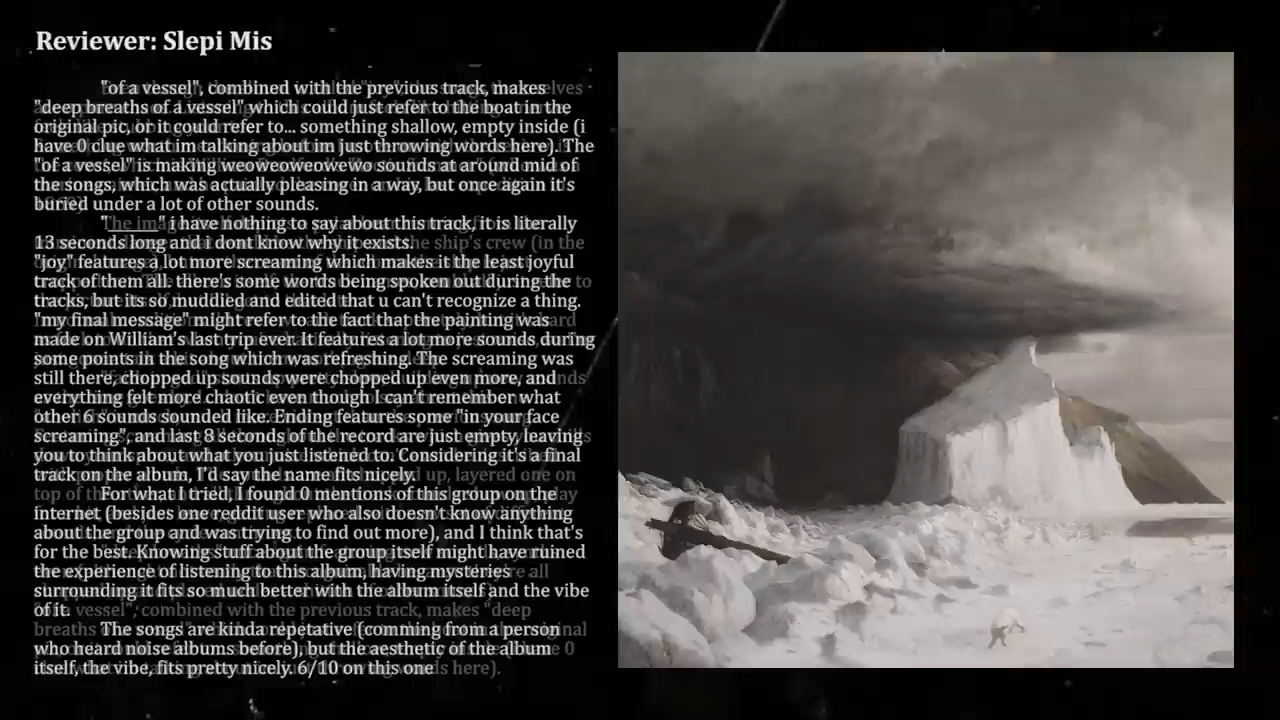 Reviewer: Slepi Mis
"of a vessel", combined with the previous track, makes
"deep breaths of a vessel" which could just refer to the boat in the
original pic, or it could refer to... something shallow, empty inside (i
have 0 clue what im talking about im just throwing words here). The
"of a vessel" is making weoweoweowewo sounds at around mid of
the songs, which was actually pleasing in a way, but once again it's
buried under a lot of other sounds.
"_____" i have nothing to say about this track, it is literally
13 seconds long and i dont know why it exists.
"joy" features a lot more screaming which makes it the least joyful
track of them all. there's some words being spoken out during the
tracks, but its so muddied and edited that u can't recognize a thing.
"my final message" might refer to the fact that the painting was
made on William's last trip ever. It features a lot more sounds during
some points in the song which was refreshing. The screaming was
still there, chopped up sounds were chopped up even more, and
everything felt more chaotic even though I can't remember what
other 6 sounds sounded like. Ending features some "in your face
screaming", and last 8 seconds of the record are just empty, leaving
you to think about what you just listened to. Considering it's a final
track on the album, I'd say the name fits nicely.
For what I tried, I found 0 mentions of this group on the
internet (besides one reddit user who also doesn't know anything
about the group and was trying to find out more), and I think that's
for the best. Knowing stuff about the group itself might have ruined
the experience of listening to this album, having mysteries
surrounding it fits so much better with the album itself and the vibe
of it.
The songs are kinda repetative (comming from a person
who heard noise albums before), but the aesthetic of the album
itself, the vibe, fits pretty nicely. 6/10 on this one